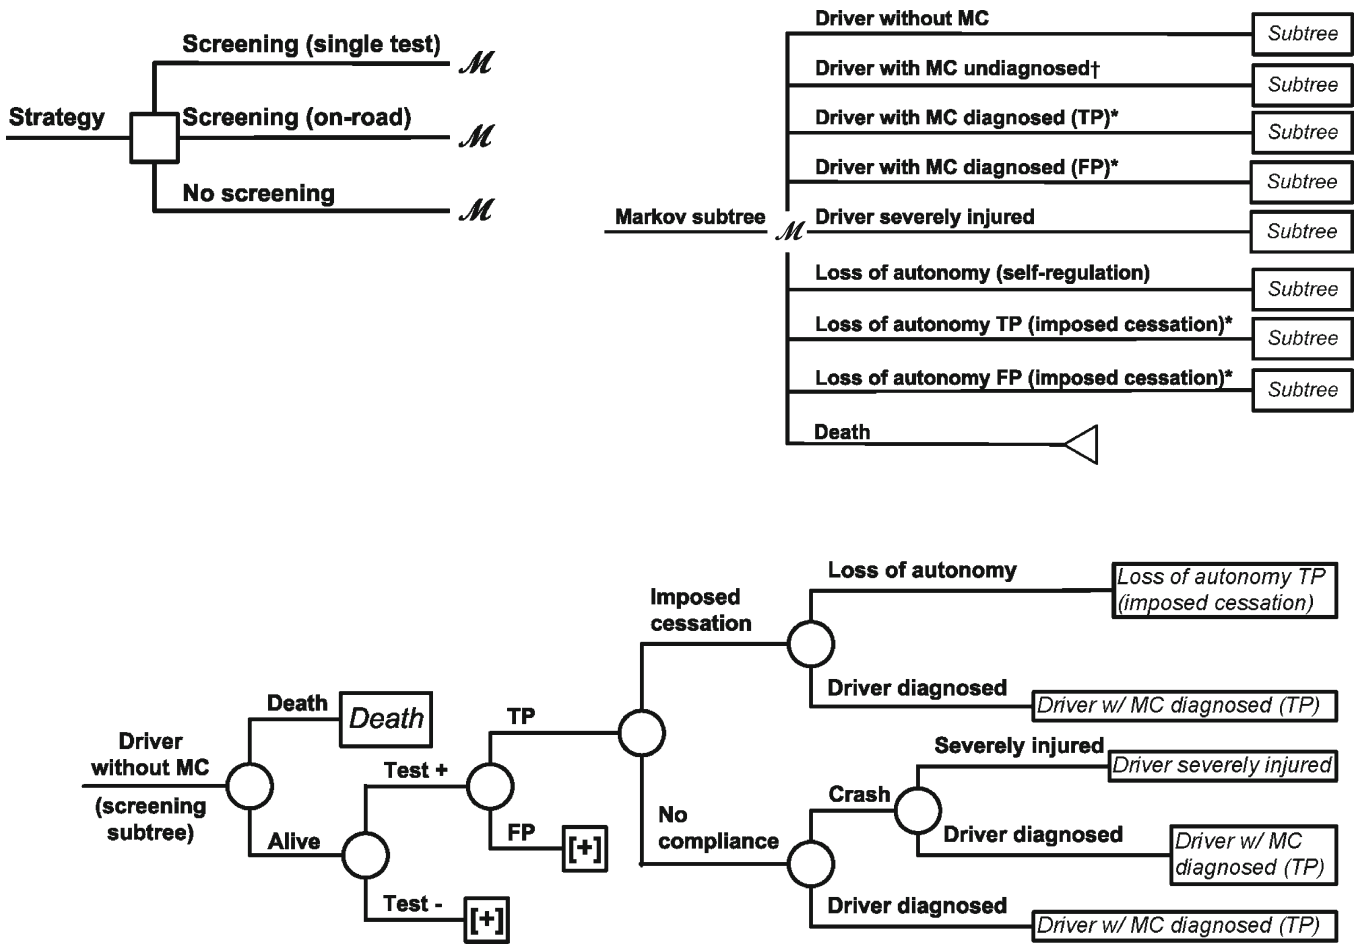 Screening (single test)
ℳ
Strategy
Screening (on-road)
ℳ
No screening
ℳ
Driver without MC
Subtree
Driver with MC undiagnosed†
Subtree
Driver with MC diagnosed (TP)*
Subtree
Driver with MC diagnosed (FP)*
Subtree
Markov subtree
ℳ
Driver severely injured
Subtree
Loss of autonomy (self-regulation)
Subtree
Loss of autonomy TP (imposed cessation)*
Subtree
Loss of autonomy FP (imposed cessation)*
Subtree
Death
Driver
without MC
(screening
subtree)
Death
Death
Alive
Test +
Test -
[+]
TP
FP
[+]
Imposed
cessation
No
compliance
Loss of autonomy
Loss of autonomy TP
(imposed cessation)
Driver diagnosed
Driver w/ MC diagnosed (TP)
Crash
Severely injured
Driver severely injured
Driver diagnosed
Driver w/ MC
diagnosed (TP)
Driver diagnosed
Driver w/ MC diagnosed (TP)